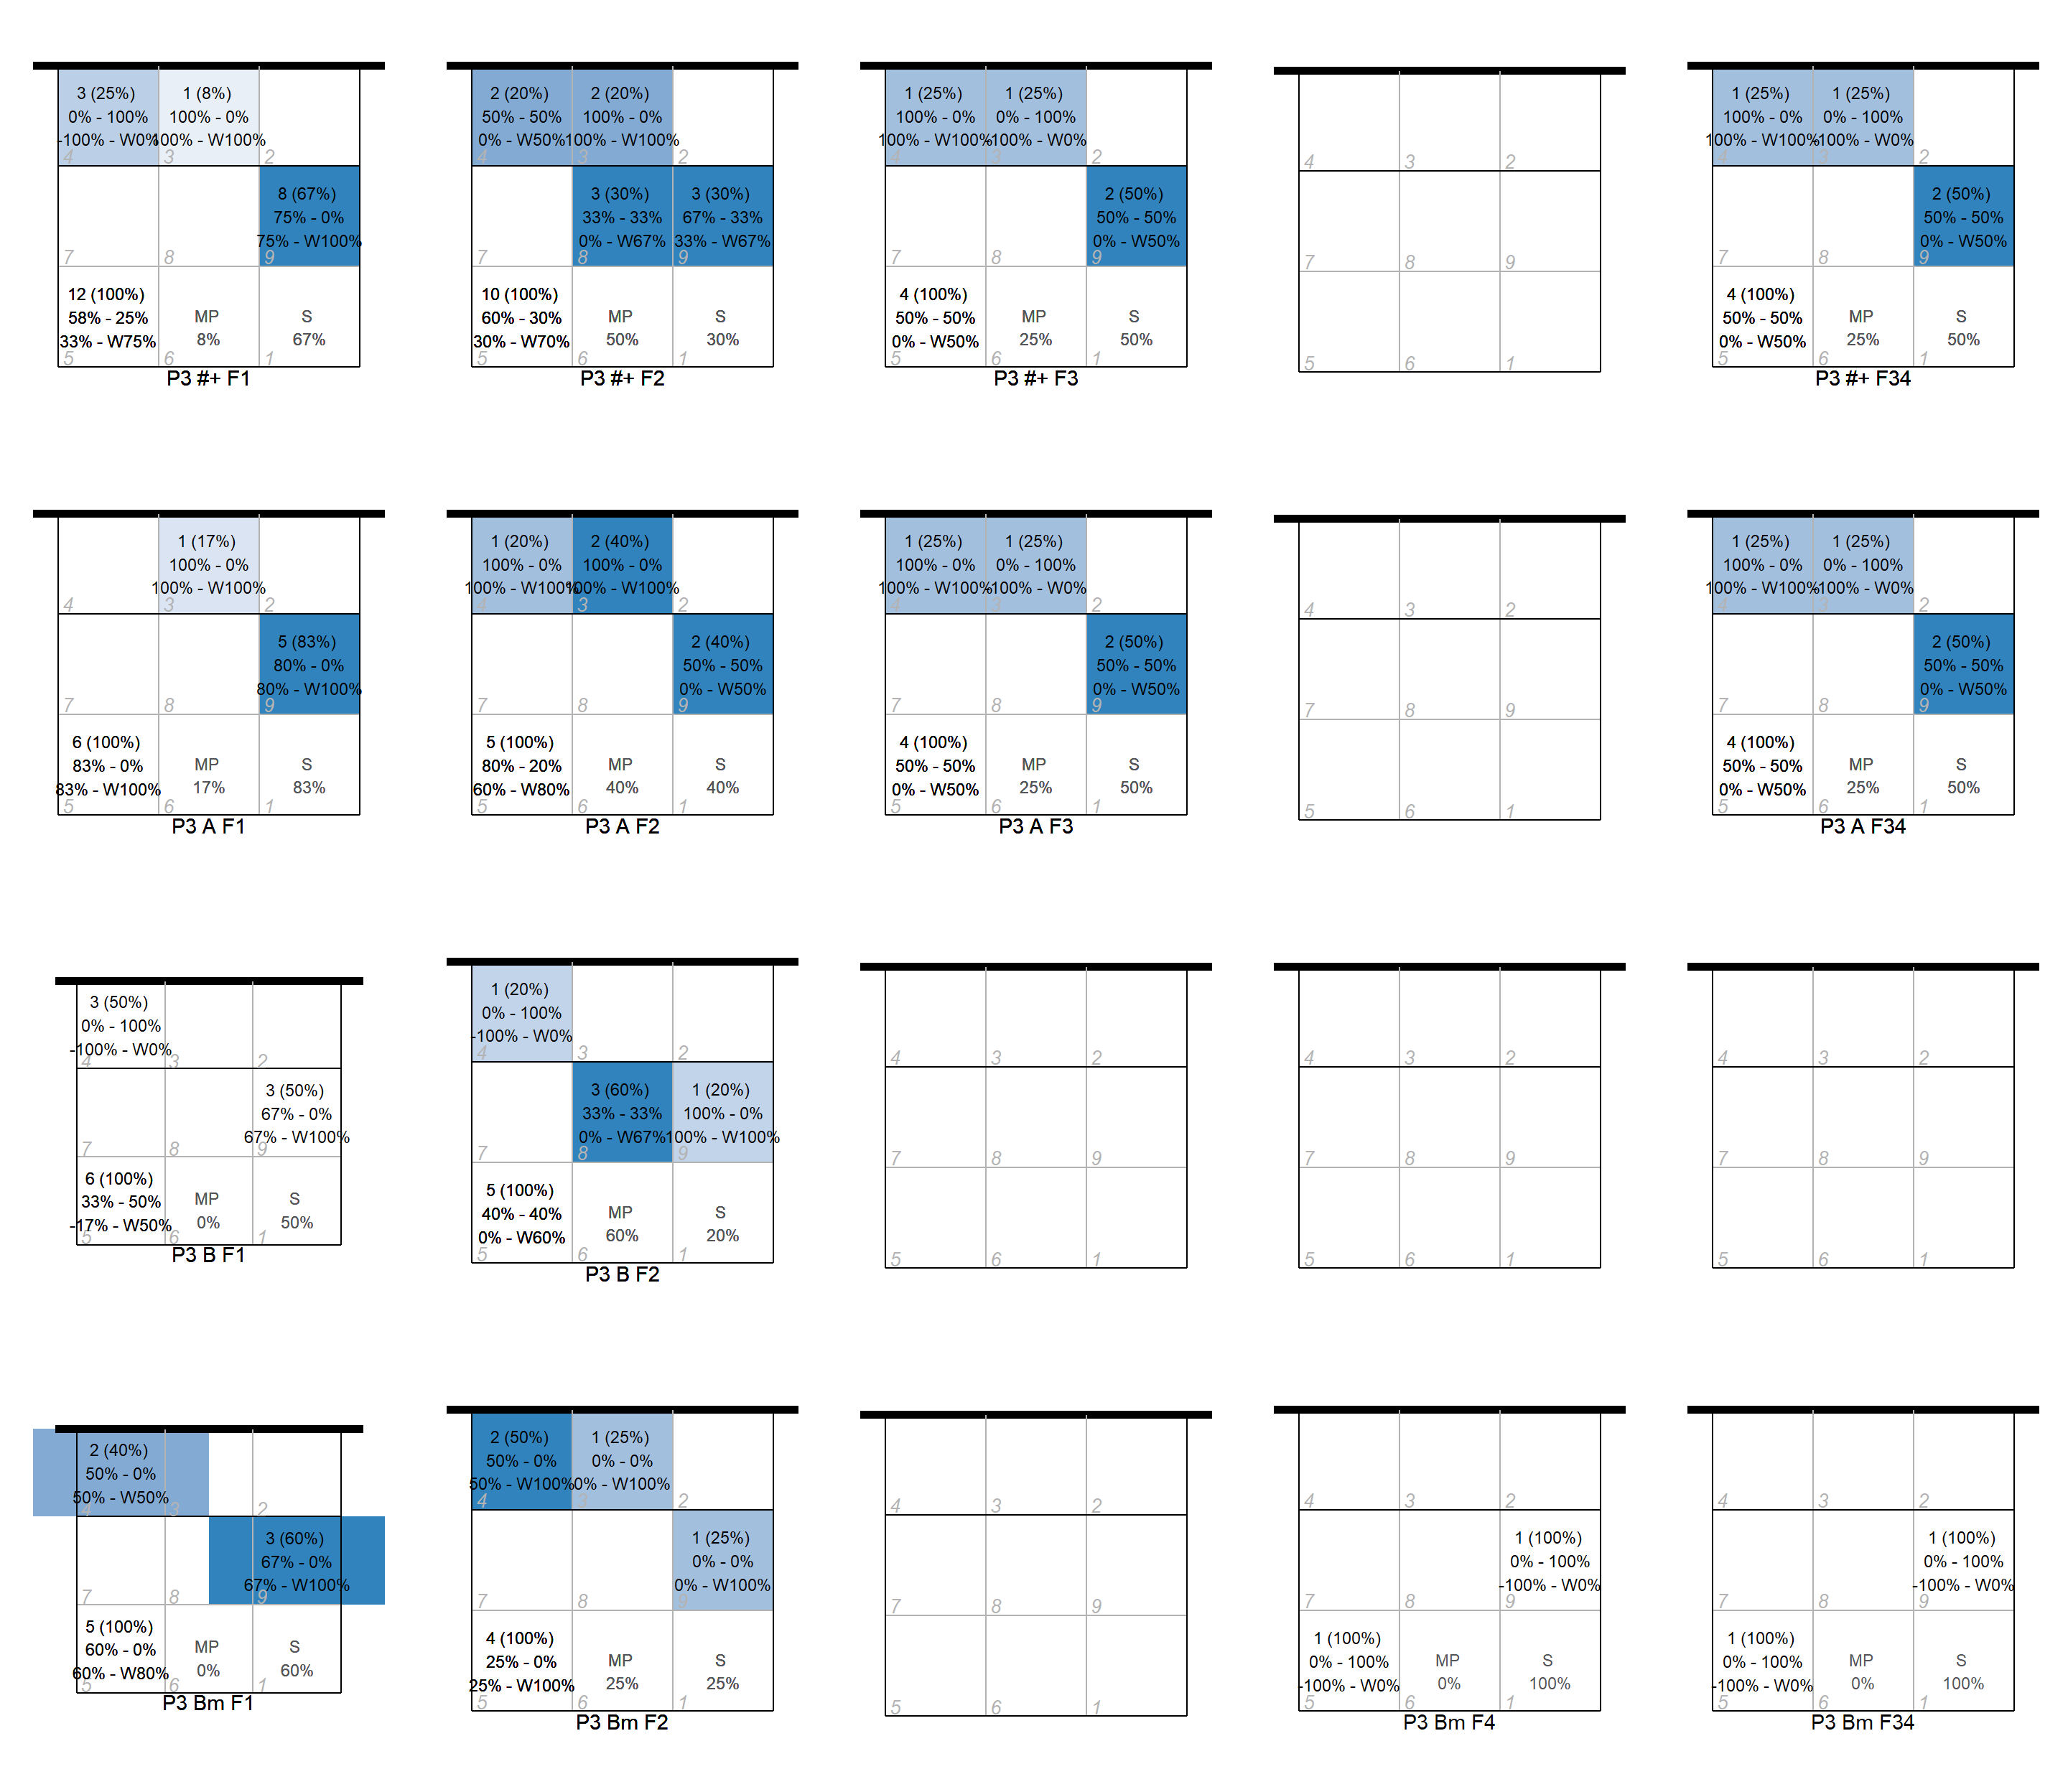 3 (25%) 1 (8%)
0% - 100% 100% - 0%
-100% - W0% 100% - W100%
4 3 2
8 (67%)
75% - 0%
75% - W100%
7 8 9
12 (100%)
58% - 25% MP S
33% - W75% 8% 67%
5 6 1
P3 #+ F1
2 (20%) 2 (20%)
50% - 50% 100% - 0%
0% - W50% 100% - W100%
4 3 2
3 (30%) 3 (30%)
33% - 33% 67% - 33%
0% - W67% 33% - W67%
7 8 9
10 (100%)
60% - 30% MP S
30% - W70% 50% 30%
5 6 1
P3 #+ F2
1 (25%) 1 (25%)
100% - 0% 0% - 100%
100% - W100% -100% - W0%
4 3 2
2 (50%)
50% - 50%
0% - W50%
7 8 9
4 (100%)
50% - 50% MP S
0% - W50% 25% 50%
5 6 1
P3 #+ F3
4 3 2
7 8 9
5 6 1
1 (25%) 1 (25%)
100% - 0% 0% - 100%
100% - W100% -100% - W0%
4 3 2
2 (50%)
50% - 50%
0% - W50%
7 8 9
4 (100%)
50% - 50% MP S
0% - W50% 25% 50%
5 6 1
P3 #+ F34
1 (17%)
100% - 0%
100% - W100%
4 3 2
5 (83%)
80% - 0%
80% - W100%
7 8 9
6 (100%)
83% - 0% MP S
83% - W100% 17% 83%
5 6 1
P3 A F1
1 (20%) 2 (40%)
100% - 0% 100% - 0%
100% - W100% 100% - W100%
4 3 2
2 (40%)
50% - 50%
0% - W50%
7 8 9
5 (100%)
80% - 20% MP S
60% - W80% 40% 40%
5 6 1
P3 A F2
1 (25%) 1 (25%)
100% - 0% 0% - 100%
100% - W100% -100% - W0%
4 3 2
2 (50%)
50% - 50%
0% - W50%
7 8 9
4 (100%)
50% - 50% MP S
0% - W50% 25% 50%
5 6 1
P3 A F3
4 3 2
7 8 9
5 6 1
1 (25%) 1 (25%)
100% - 0% 0% - 100%
100% - W100% -100% - W0%
4 3 2
2 (50%)
50% - 50%
0% - W50%
7 8 9
4 (100%)
50% - 50% MP S
0% - W50% 25% 50%
5 6 1
P3 A F34
3 (50%)
0% - 100%
-100% - W0%
4 3 2
3 (50%)
67% - 0%
67% - W100%
7 8 9
6 (100%)
33% - 50% MP S
-17% - W50% 0% 50%
5 6 1
P3 B F1
1 (20%)
0% - 100%
-100% - W0%
4 3 2
3 (60%) 1 (20%)
33% - 33% 100% - 0%
0% - W67% 100% - W100%
7 8 9
5 (100%)
40% - 40% MP S
0% - W60% 60% 20%
5 6 1
P3 B F2
4 3 2
7 8 9
5 6 1
4 3 2
7 8 9
5 6 1
4 3 2
7 8 9
5 6 1
2 (40%)
50% - 0%
50% - W50%
4 3 2
3 (60%)
67% - 0%
67% - W100%
7 8 9
5 (100%)
60% - 0% MP S
60% - W80% 0% 60%
5 6 1
P3 Bm F1
2 (50%) 1 (25%)
50% - 0% 0% - 0%
50% - W100% 0% - W100%
4 3 2
1 (25%)
0% - 0%
0% - W100%
7 8 9
4 (100%)
25% - 0% MP S
25% - W100% 25% 25%
5 6 1
P3 Bm F2
4 3 2
7 8 9
5 6 1
4 3 2
1 (100%)
0% - 100%
-100% - W0%
7 8 9
1 (100%)
0% - 100% MP S
-100% - W0% 0% 100%
5 6 1
P3 Bm F4
4 3 2
1 (100%)
0% - 100%
-100% - W0%
7 8 9
1 (100%)
0% - 100% MP S
-100% - W0% 0% 100%
5 6 1
P3 Bm F34